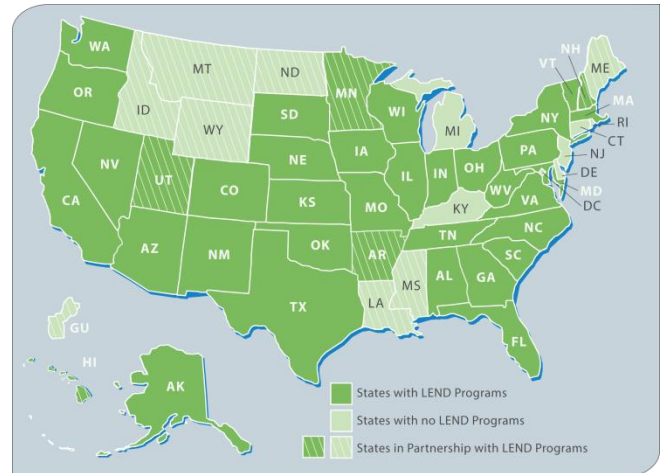 WA
OR
ID
MT
WY
ND
SD
MN
WI
MI
NE
IA
NV
UT
CO
CA
AZ
NM
KS
OK
TX
MO
AR
LA
MS
IL
IN
OH
KY
TN
AL
GA
FL
SC
NC
VA
WV
PA
NY
VT
NH
ME
MA
RI
CT
NJ
DE
MD
DC
GU
HI
AK
States with LEND Programs
States with no LEND Programs
States in Partnership with LEND Programs